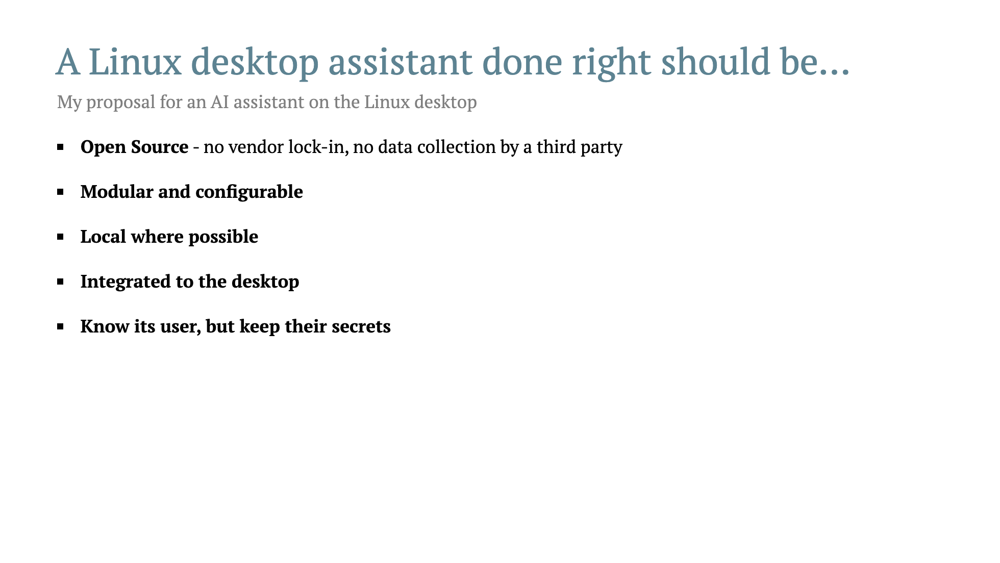 A Linux desktop assistant done right should be…
My proposal for an AI assistant on the Linux desktop
▪ Open Source - no vendor lock-in, no data collection by a third party
▪ Modular and configurable
▪ Local where possible
▪ Integrated to the desktop
▪ Know its user, but keep their secrets